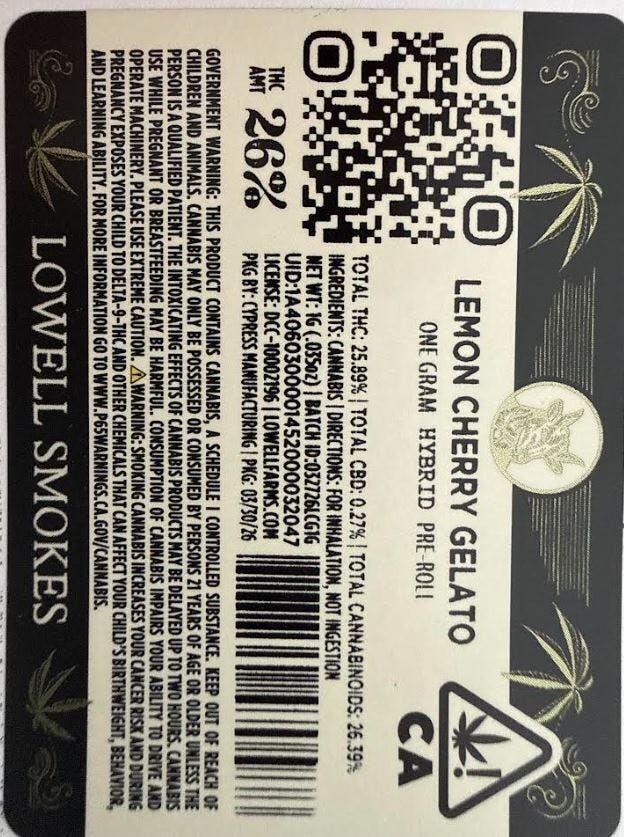 LEMON CHERRY GELATO
ONE GRAM HYBRID PRE-ROLL
CA
TOTAL THC: 25.89% | TOTAL CBD: 0.27% | TOTAL CANNABINOIDS: 26.39%
INGREDIENTS: CANNABIS | DIRECTIONS: FOR INHALATION, NOT INGESTION
NET WT: 1G (.035oz) | BATCH ID:032726LCG1G
UID:1A4060300001452000032047
LICENSE: DCC-10002196 | LOWELLFARMS.COM
PKG BY: CYPRESS MANUFACTURING | PKG: 03/30/26
THC
AMT
26%
GOVERNMENT WARNING: THIS PRODUCT CONTAINS CANNABIS, A SCHEDULE I CONTROLLED SUBSTANCE. KEEP OUT OF REACH OF
CHILDREN AND ANIMALS. CANNABIS MAY ONLY BE POSSESSED OR CONSUMED BY PERSONS 21 YEARS OF AGE OR OLDER UNLESS THE
PERSON IS A QUALIFIED PATIENT. THE INTOXICATING EFFECTS OF CANNABIS PRODUCTS MAY BE DELAYED UP TO TWO HOURS. CANNABIS
USE WHILE PREGNANT OR BREASTFEEDING MAY BE HARMFUL. CONSUMPTION OF CANNABIS IMPAIRS YOUR ABILITY TO DRIVE AND
OPERATE MACHINERY. PLEASE USE EXTREME CAUTION. ⚠WARNING: SMOKING CANNABIS INCREASES YOUR CANCER RISK AND DURING
PREGNANCY EXPOSES YOUR CHILD TO DELTA-9-THC AND OTHER CHEMICALS THAT CAN AFFECT YOUR CHILD'S BIRTHWEIGHT, BEHAVIOR,
AND LEARNING ABILITY. FOR MORE INFORMATION GO TO WWW.P65WARNINGS.CA.GOV/CANNABIS.
LOWELL SMOKES